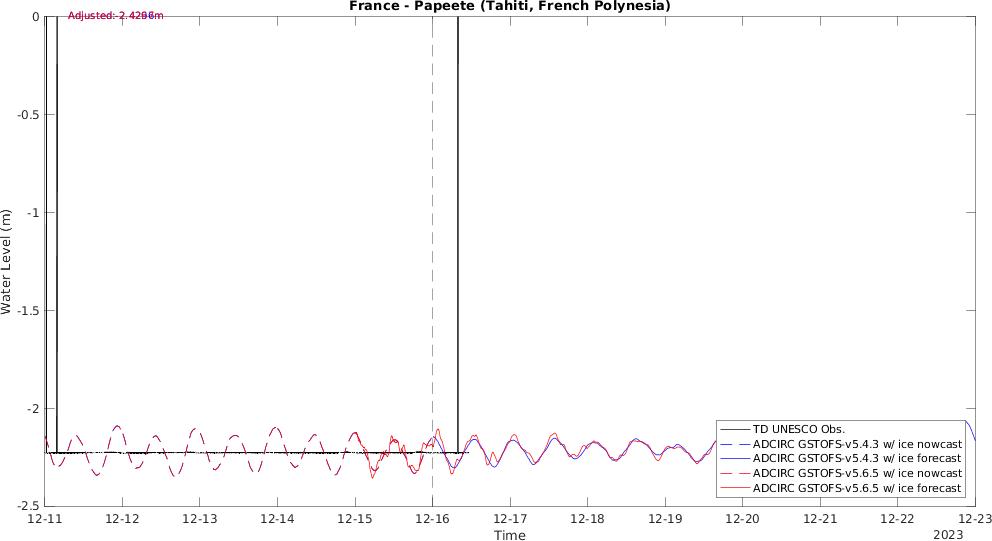 France - Papeete (Tahiti, French Polynesia)
Adjusted:
0
-0.5
-1
-1.5
-2
-2.5
Water Level (m)
TD UNESCO Obs.
ADCIRC GSTOFS-v5.4.3 w/ ice nowcast
ADCIRC GSTOFS-v5.4.3 w/ ice forecast
ADCIRC GSTOFS-v5.6.5 w/ ice nowcast
ADCIRC GSTOFS-v5.6.5 w/ ice forecast
12-11 12-12 12-13 12-14 12-15 12-16 12-17 12-18 12-19 12-20 12-21 12-22 12-23
Time
2023